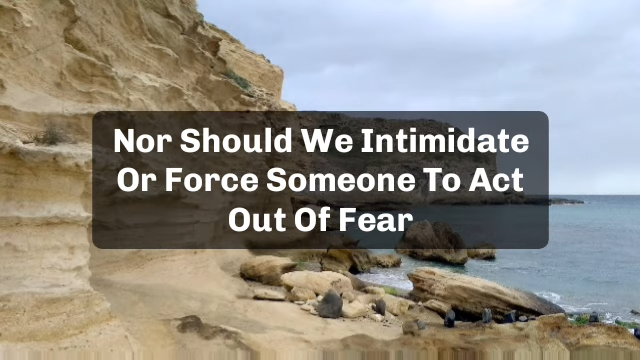 Nor Should We Intimidate
Or Force Someone To Act
Out Of Fear